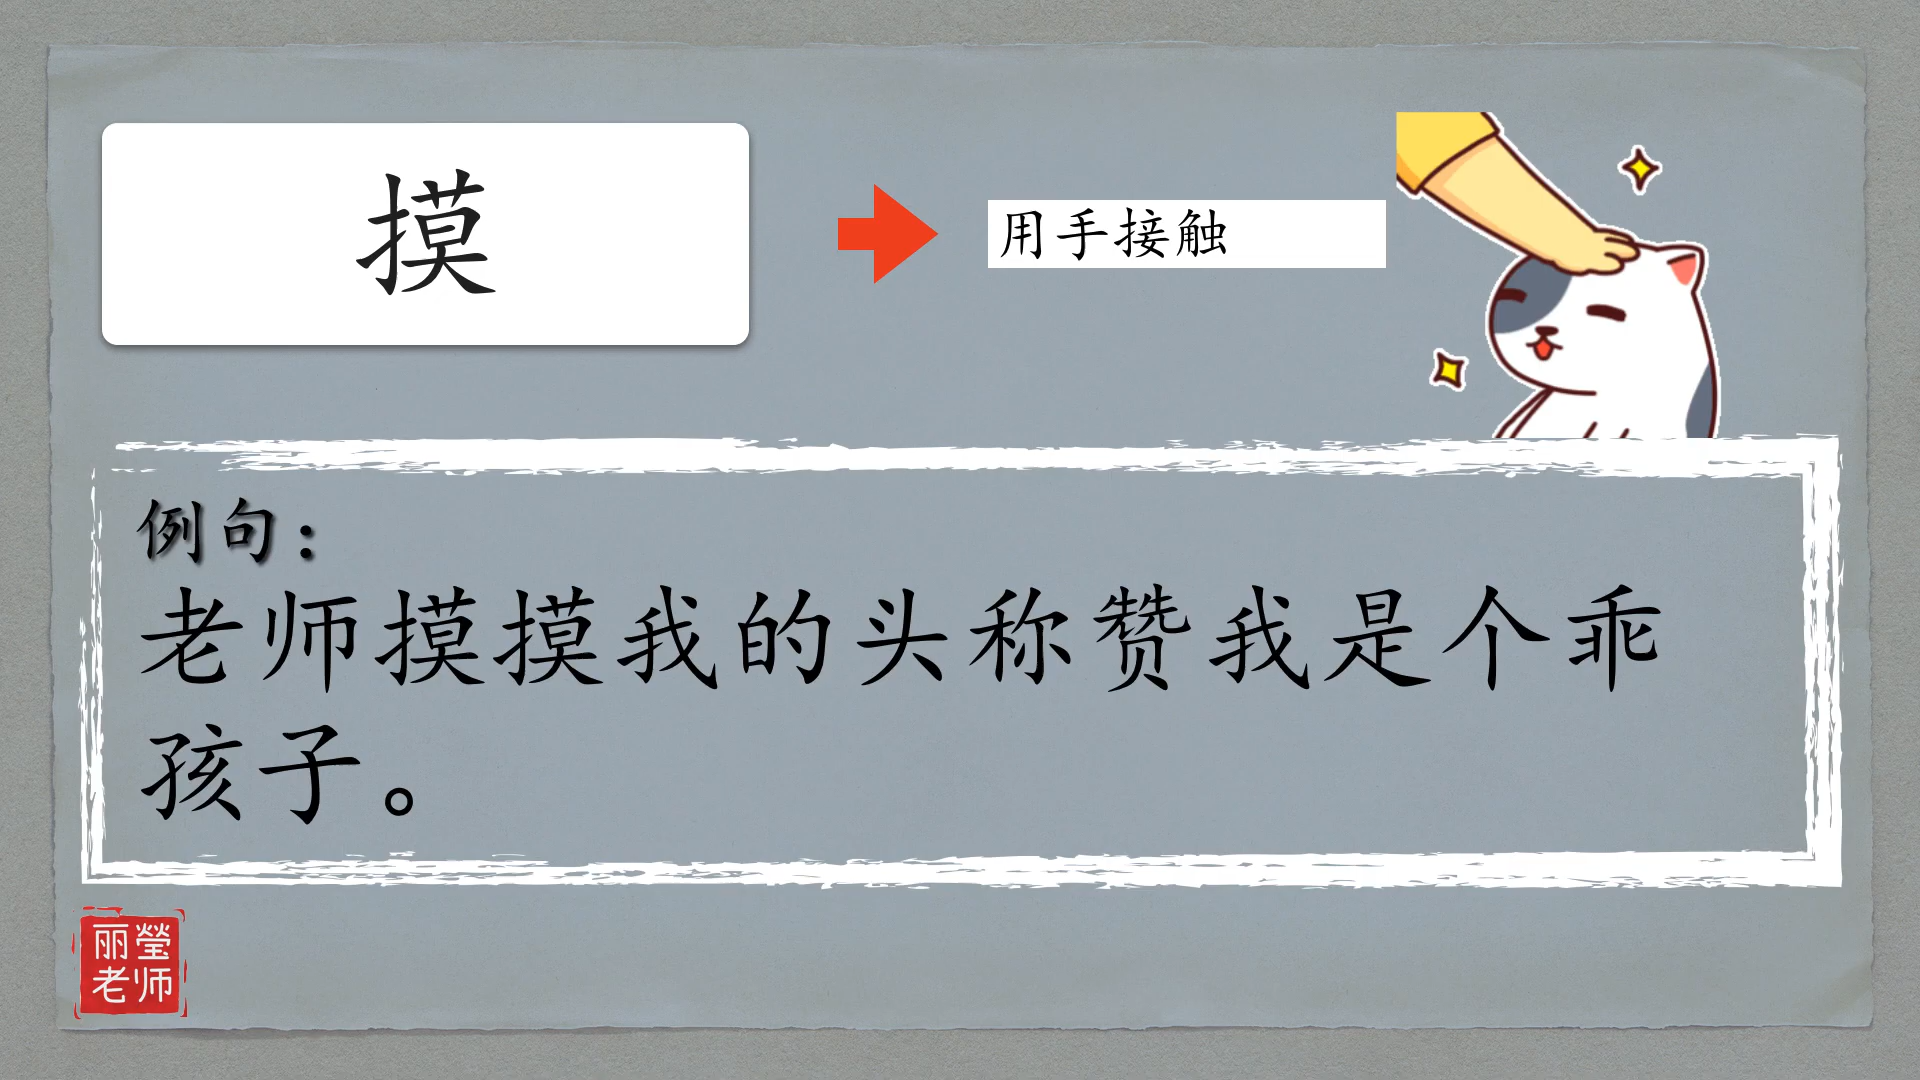 摸
用手接触
例句：
老师摸摸我的头称赞我是个乖
孩子。
丽瑩
老师